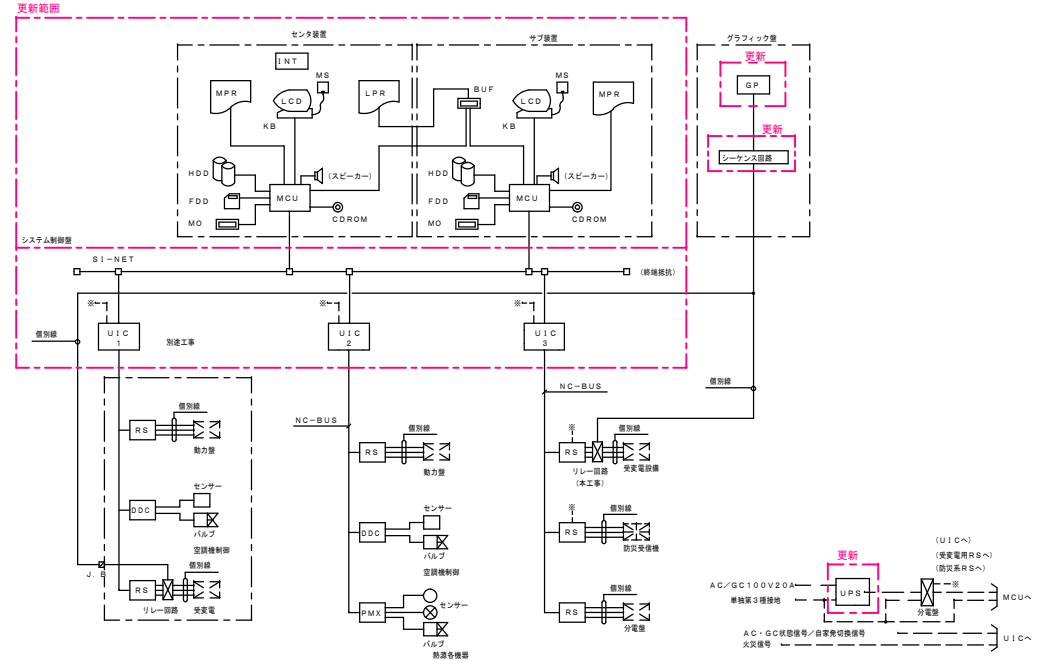 更新範囲
センタ装置
サブ装置
グラフィック盤
INT
MPR
LCD
MS
KB
LPR
BUF
LCD
MS
KB
MPR
更新
GP
更新
シーケンス回路
HDD
FDD
MO
MCU
(スピーカー)
CDROM
HDD
FDD
MO
MCU
(スピーカー)
CDROM
システム制御盤
SI-NET
(終端抵抗)
※
※
※
個別線
UIC
1
別途工事
UIC
2
UIC
3
個別線
NC-BUS
NC-BUS
個別線
RS
動力盤
センサー
DDC
バルブ
空調機制御
個別線
J.B
RS
リレー回路
受変電
個別線
RS
動力盤
センサー
DDC
バルブ
空調機制御
PMX
センサー
バルブ
熱源各機器
※
個別線
RS
リレー回路
(本工事)
受変電設備
※
個別線
RS
防災受信機
個別線
RS
分電盤
(UICへ)
(受変電用RSへ)
(防災系RSへ)
更新
AC/GC100V20A
単独第3種接地
UPS
※
分電盤
MCUへ
AC・GC状態信号/自家発切換信号
火災信号
UICへ